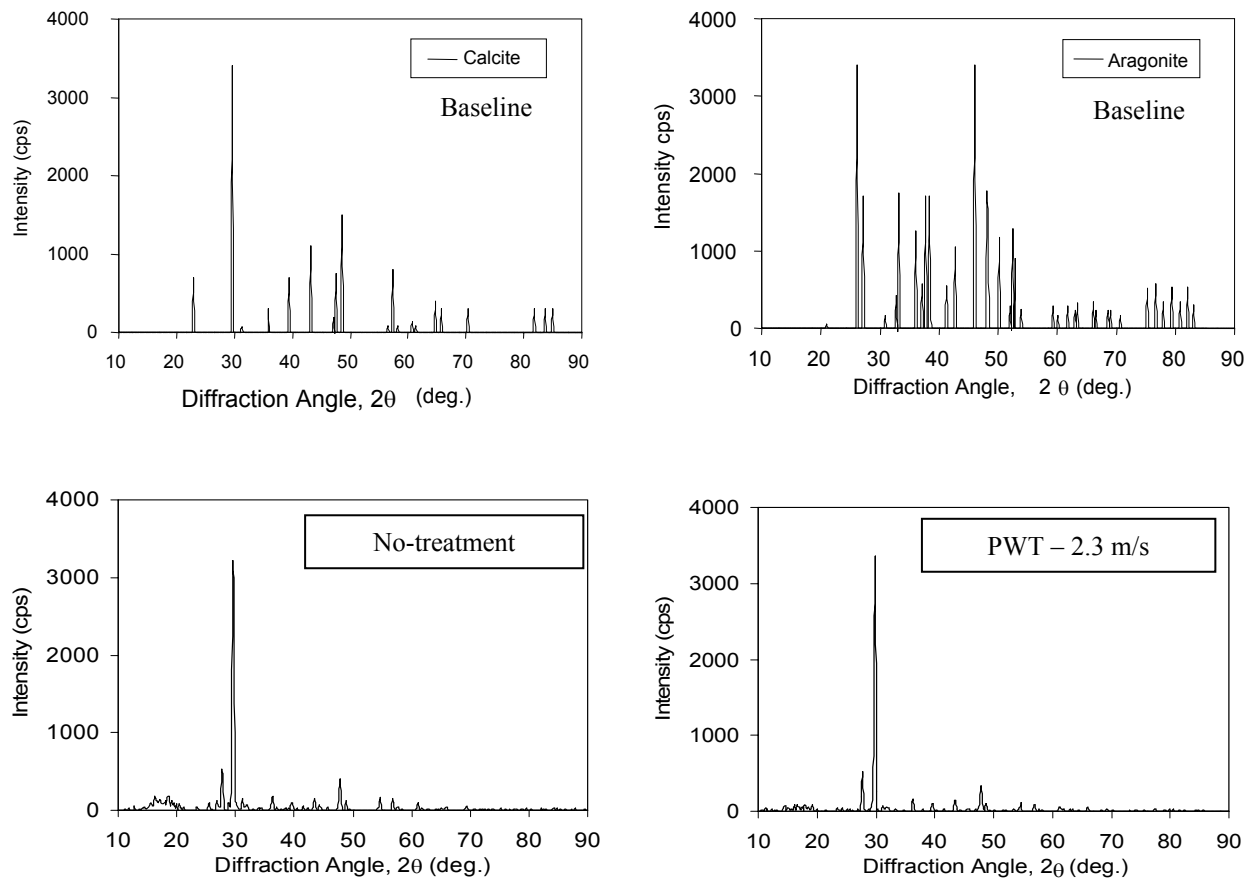 4000
3000
2000
1000
0
Intensity (cps)
Calcite
Baseline
10 20 30 40 50 60 70 80 90
Diffraction Angle, 2θ (deg.)
4000
3000
2000
1000
0
Intensity cps)
Aragonite
Baseline
10 20 30 40 50 60 70 80 90
Diffraction Angle, 2 θ (deg.)
4000
3000
2000
1000
0
Intensity (cps)
No-treatment
10 20 30 40 50 60 70 80 90
Diffraction Angle, 2θ (deg.)
4000
3000
2000
1000
0
Intensity (cps)
PWT – 2.3 m/s
10 20 30 40 50 60 70 80 90
Diffraction Angle, 2θ (deg.)